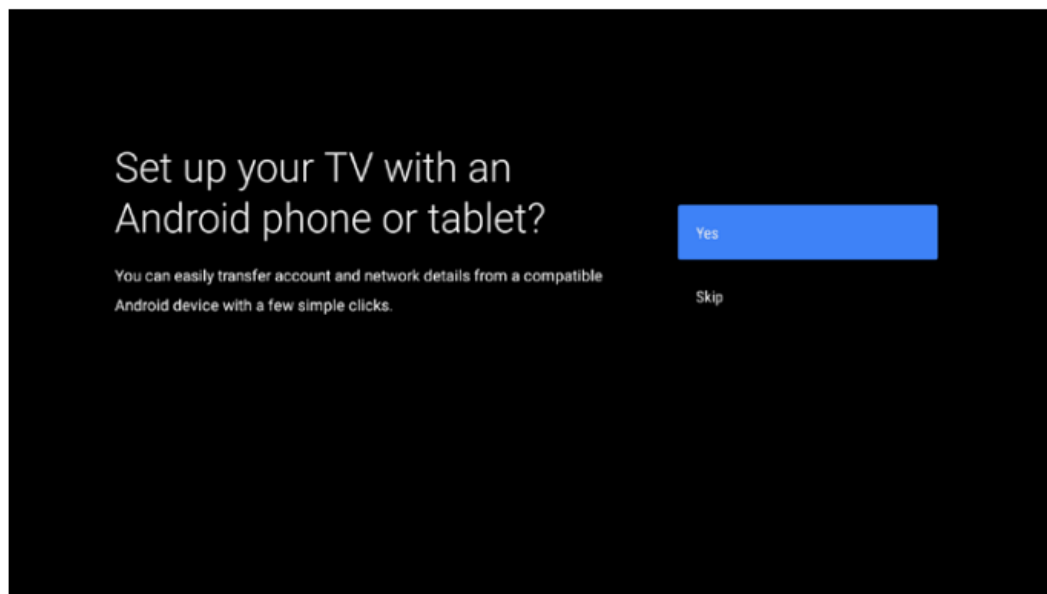 Set up your TV with an
Android phone or tablet?
You can easily transfer account and network details from a compatible
Android device with a few simple clicks.
Yes
Skip